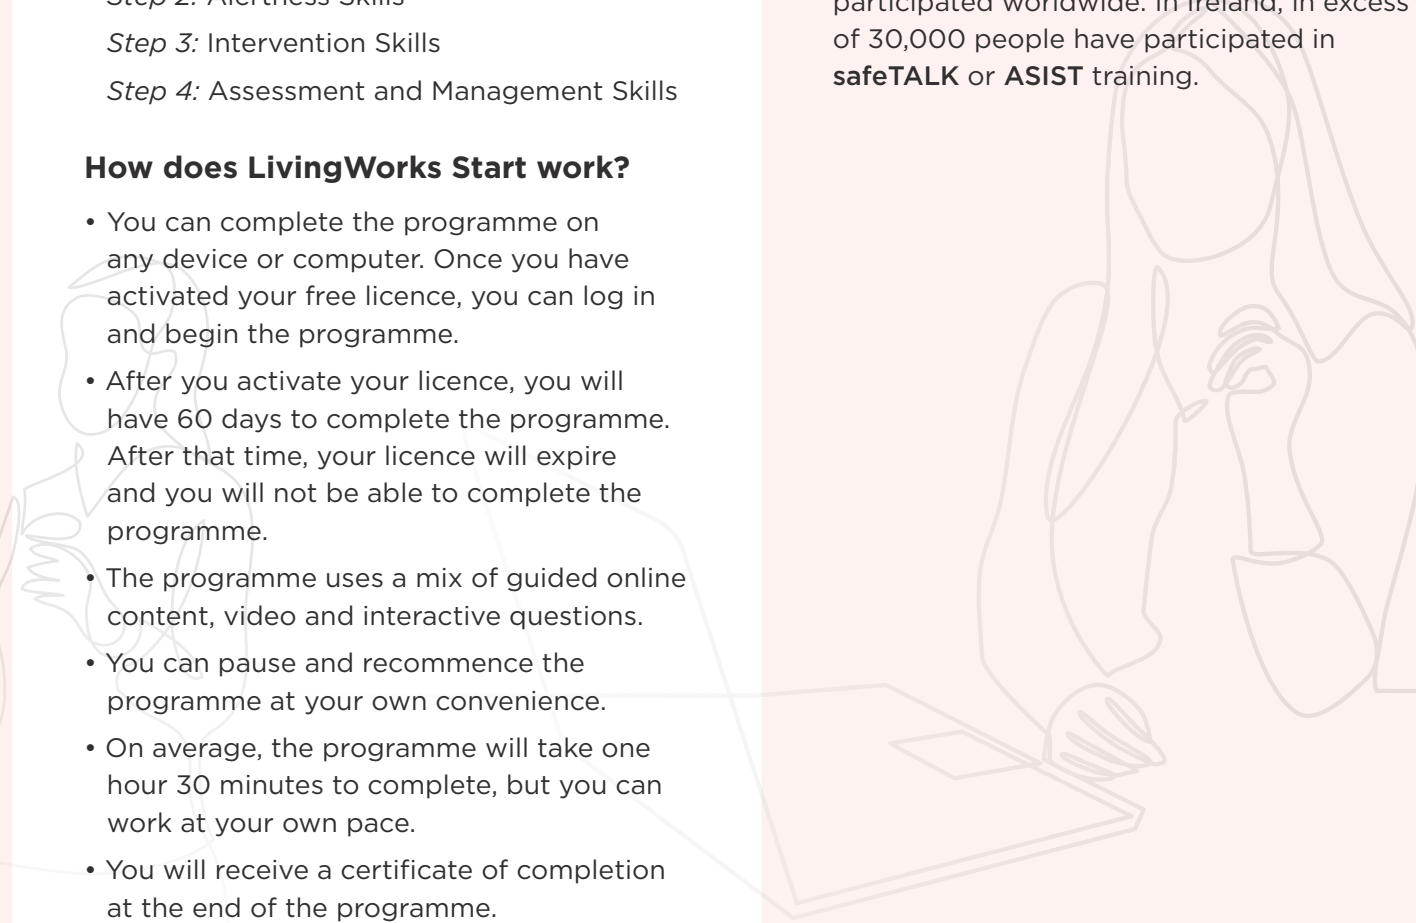 Step 2: Alertness Skills
Step 3: Intervention Skills
Step 4: Assessment and Management Skills
How does LivingWorks Start work?
• You can complete the programme on
any device or computer. Once you have
activated your free licence, you can log in
and begin the programme.
• After you activate your licence, you will
have 60 days to complete the programme.
After that time, your licence will expire
and you will not be able to complete the
programme.
• The programme uses a mix of guided online
content, video and interactive questions.
• You can pause and recommence the
programme at your own convenience.
• On average, the programme will take one
hour 30 minutes to complete, but you can
work at your own pace.
• You will receive a certificate of completion
at the end of the programme.
participated worldwide. In Ireland, in excess
of 30,000 people have participated in
safeTALK or ASIST training.